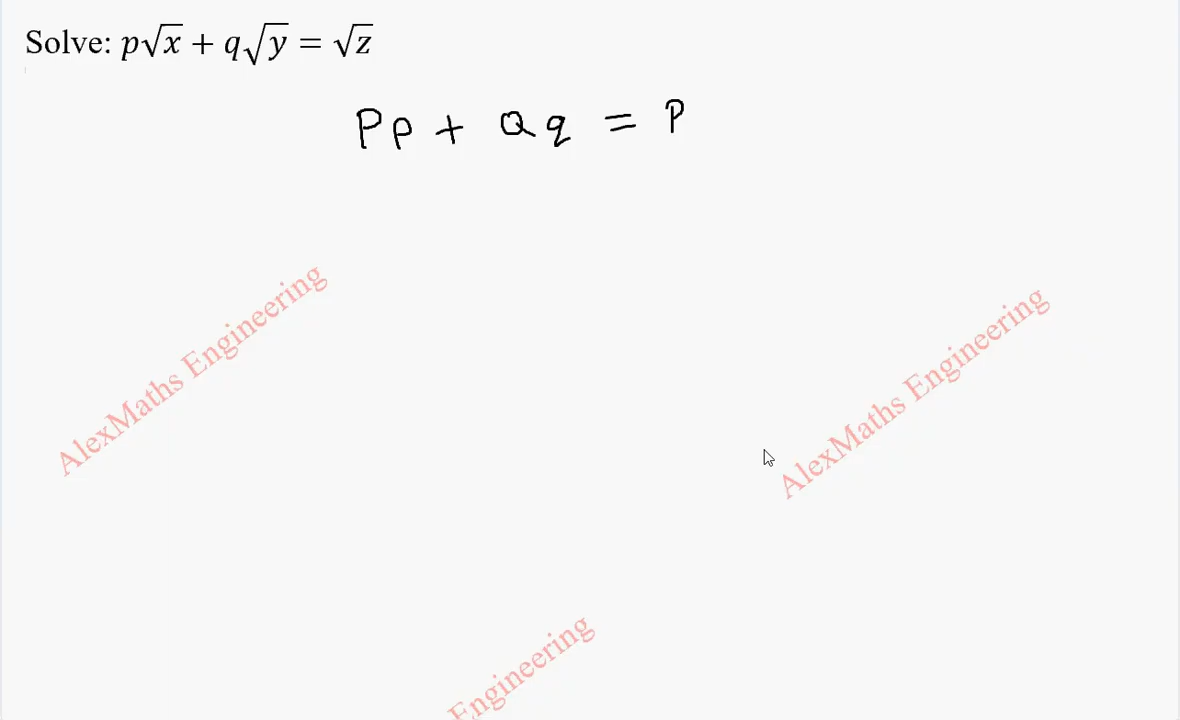 Solve: p√x + q√y = √z
Pp + Qq = P
AlexMaths Engineering
AlexMaths Engineering
Engineering